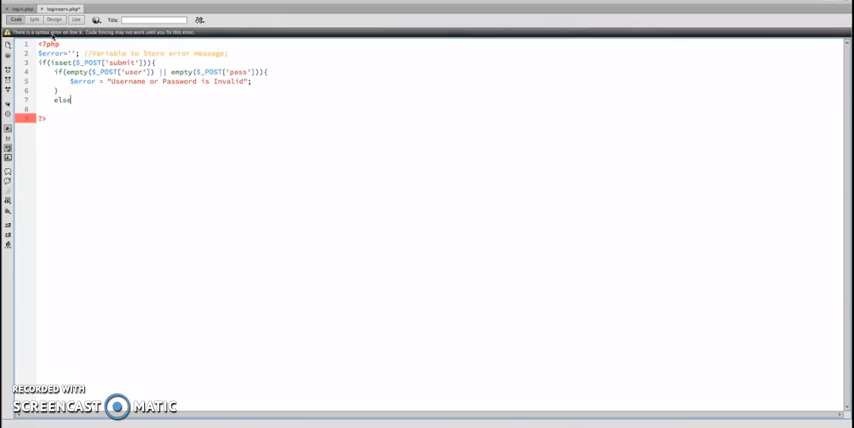 login.php × loginserv.php*
Code Split Design Live Title:
There is a syntax error on line 9. Code hinting may not work until you fix this error.
1 <?php
2 $error=''; //Variable to Store error message;
3 if(isset($_POST['submit'])){
4 if(empty($_POST['user']) || empty($_POST['pass'])){
5 $error = "Username or Password is Invalid";
6 }
7 else
8
9 ?>
RECORDED WITH
SCREENCAST MATIC